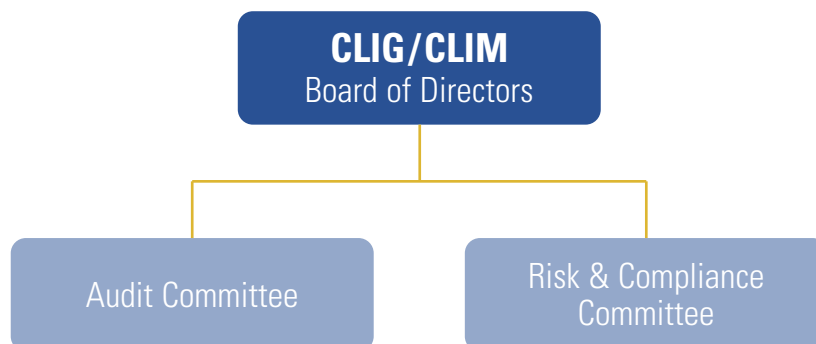 CLIG/CLIM
Board of Directors
Audit Committee
Risk & Compliance
Committee